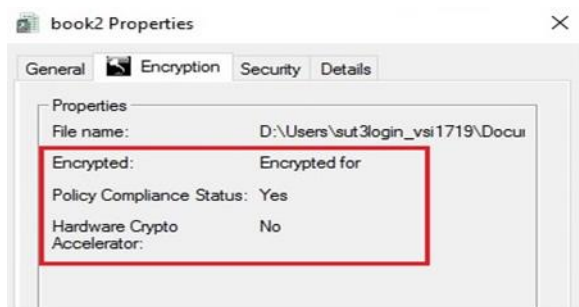 book2 Properties
General Encryption Security Details
Properties
File name: D:\Users\sut3login_vsi1719\Docui
Encrypted: Encrypted for
Policy Compliance Status: Yes
Hardware Crypto No
Accelerator: